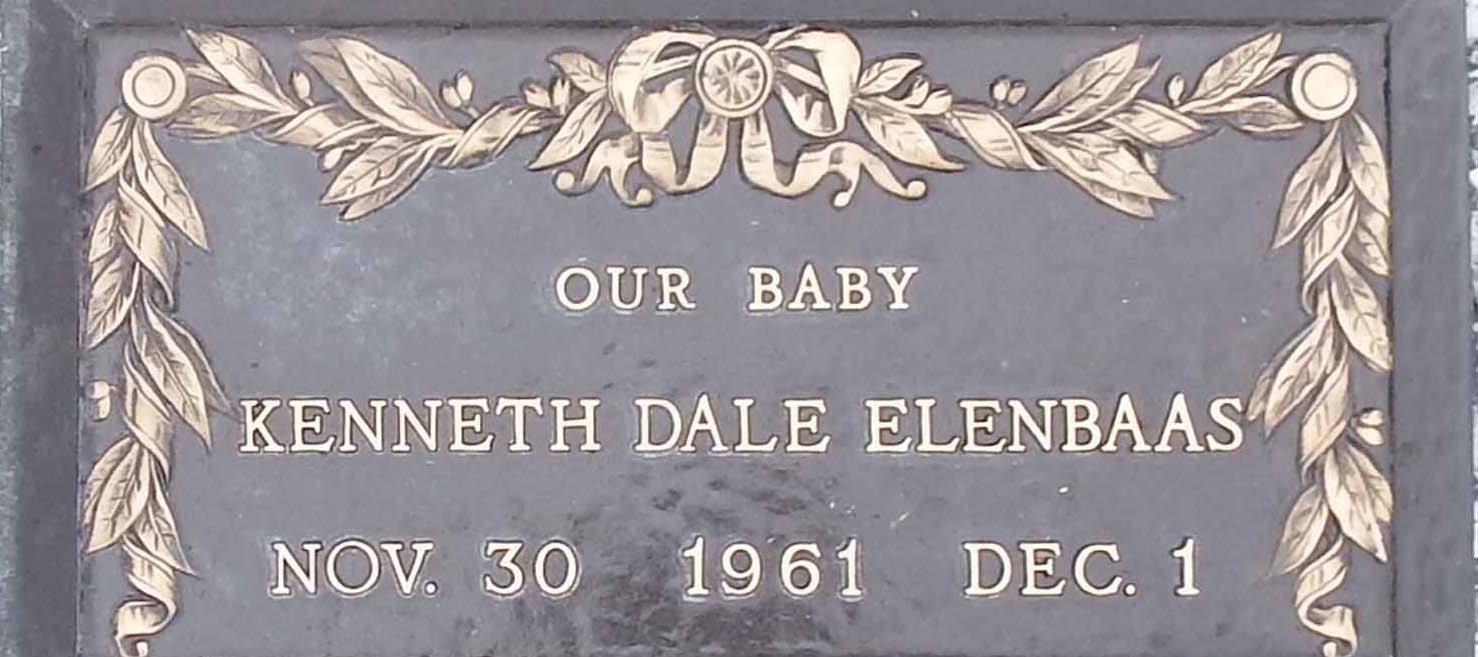 OUR BABY
KENNETH DALE ELENBAAS
NOV. 30 1961 DEC. 1